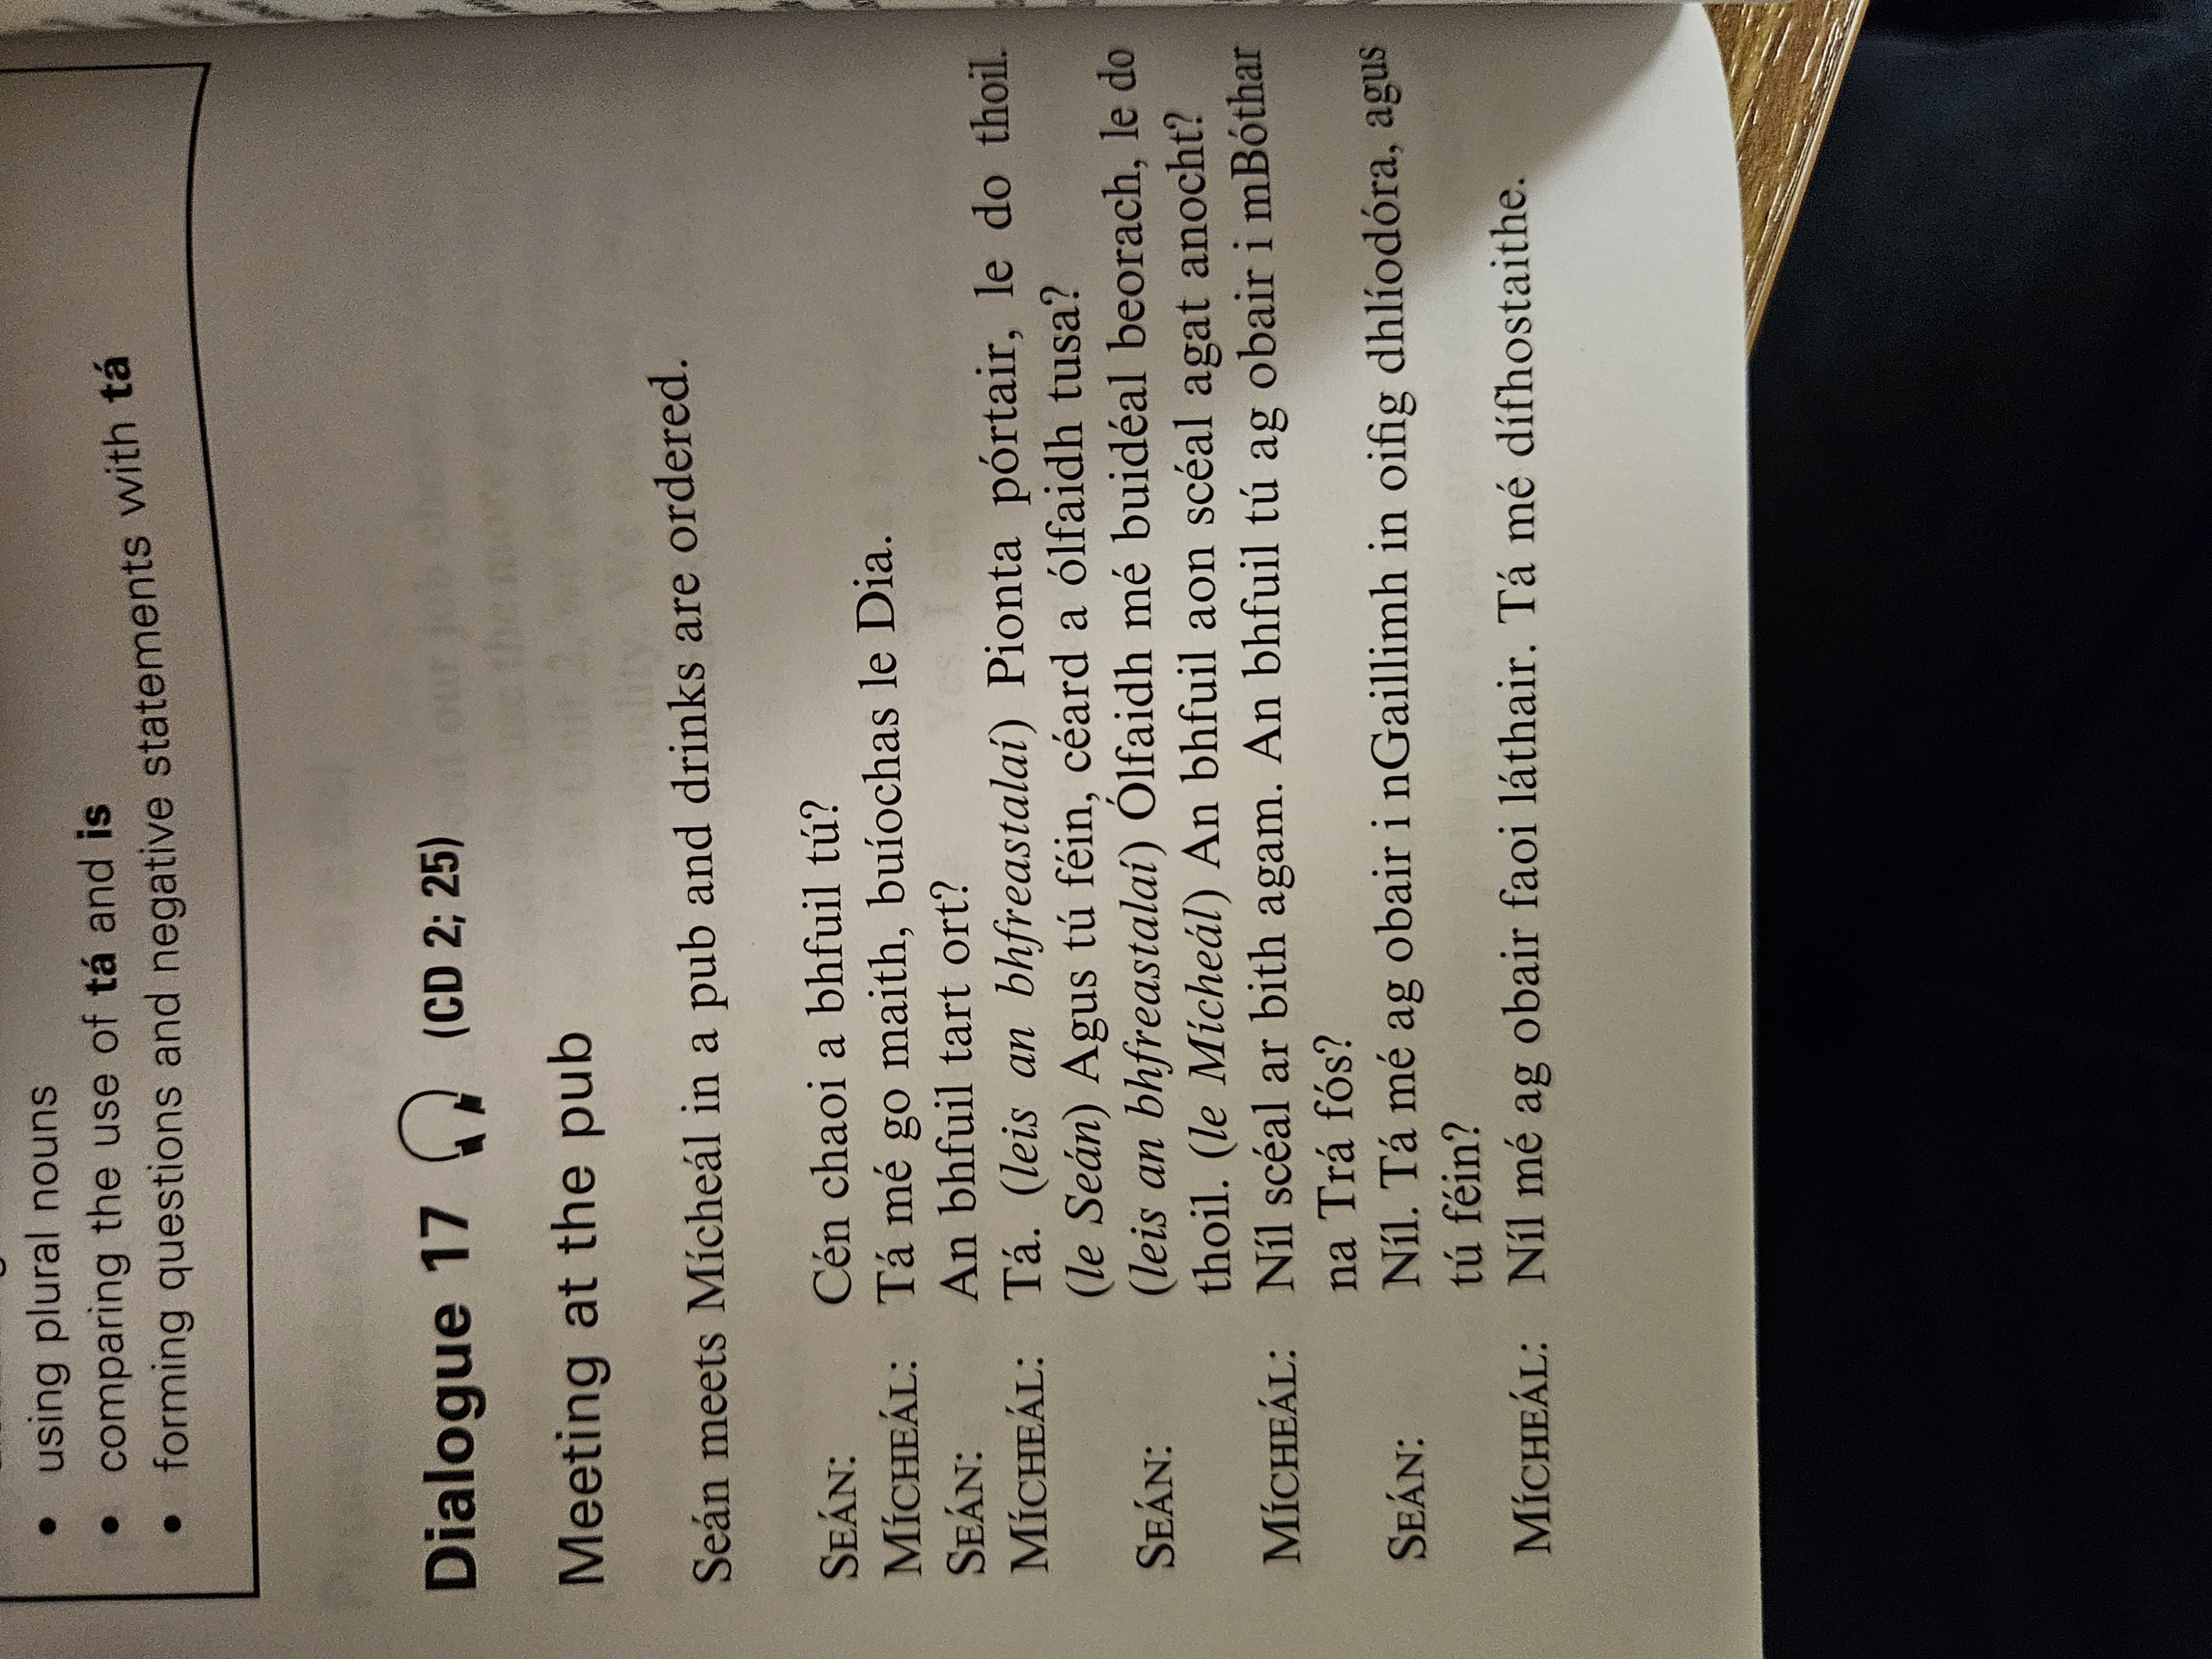 • using plural nouns
• comparing the use of tá and is
• forming questions and negative statements with tá
Dialogue 17 (CD 2; 25)
Meeting at the pub
Seán meets Mícheál in a pub and drinks are ordered.
SEÁN: Cén chaoi a bhfuil tú?
MÍCHEÁL: Tá mé go maith, buíochas le Dia.
SEÁN: An bhfuil tart ort?
MÍCHEÁL: Tá. (leis an bhfreastalaí) Pionta pórtair, le do thoil.
(le Seán) Agus tú féin, céard a ólfaidh tusa?
SEÁN: (leis an bhfreastalaí) Ólfaidh mé buidéal beorach, le do
thoil. (le Mícheál) An bhfuil aon scéal agat anocht?
MÍCHEÁL: Níl scéal ar bith agam. An bhfuil tú ag obair i mBóthar
na Trá fós?
SEÁN: Níl. Tá mé ag obair i nGaillimh in oifig dhlíodóra, agus
tú féin?
MÍCHEÁL: Níl mé ag obair faoi láthair. Tá mé dífhostaithe.